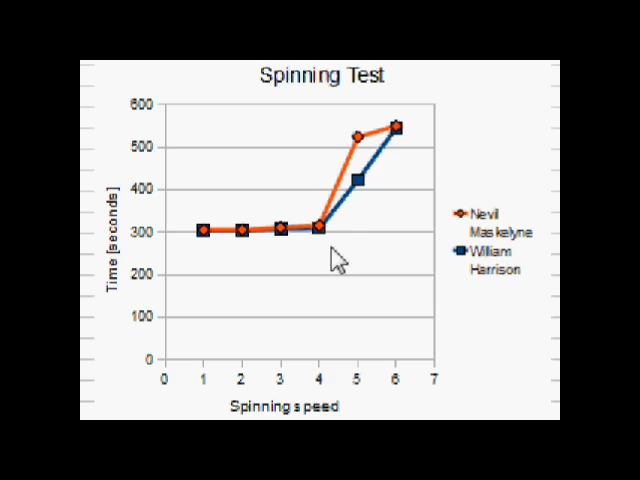 Spinning Test
600
500
400
300
200
100
0
Time [seconds]
0 1 2 3 4 5 6 7
Spinning speed
Nevil
Maskelyne
William
Harrison